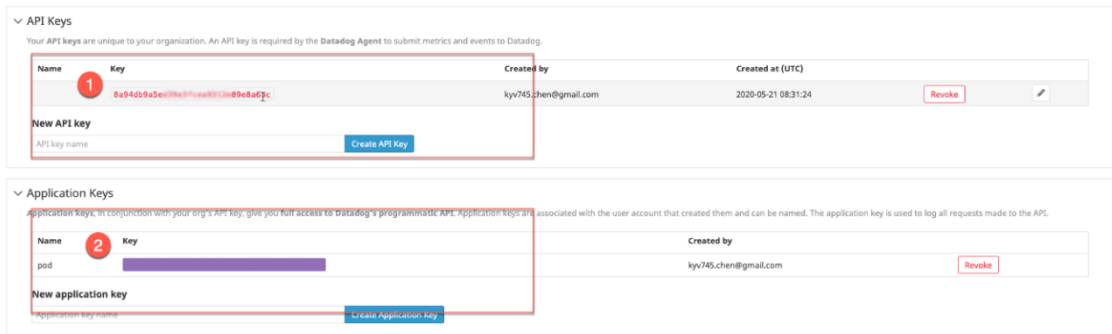 API Keys
Your API keys are unique to your organization. An API key is required by the Datadog Agent to submit metrics and events to Datadog.
Name Key Created by Created at (UTC)
1
kyv745.chen@gmail.com 2020-05-21 08:31:24 Revoke
New API key
API key name Create API Key
Application Keys
Application keys, in conjunction with your org's API key, give you full access to Datadog's programmatic API. Application keys are associated with the user account that created them and can be named. The application key is used to log all requests made to the API.
Name Key Created by
2
pod kyv745.chen@gmail.com Revoke
New application key
Application key name Create Application Key